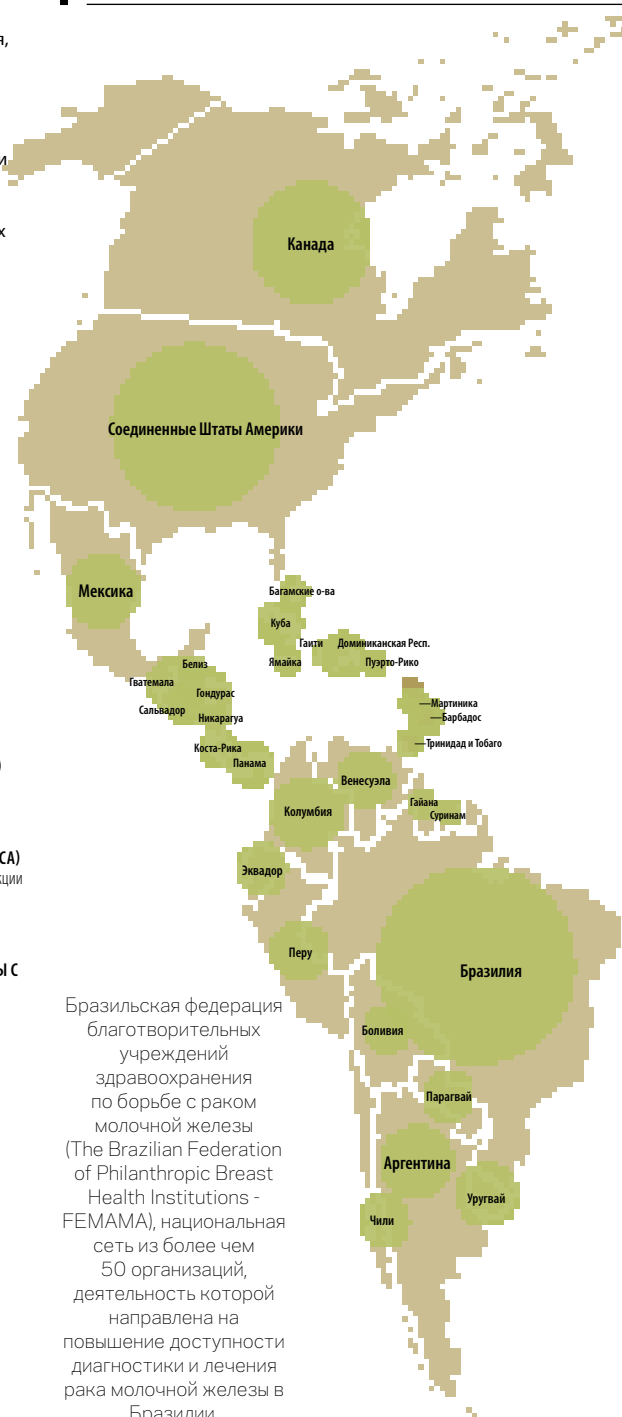 я,
и
х
Канада
Соединенные Штаты Америки
Мексика
Багамские о-ва
Куба
Гаити
Доминиканская Респ.
Ямайка
Пуэрто-Рико
Белиз
Гватемала
Гондурас
Сальвадор
Никарагуа
Мартиника
Барбадос
Коста-Рика
Тринидад и Тобаго
Панама
Венесуэла
Колумбия
Гайана
Суринам
CA)
кции
Эквадор
Перу
Бразилия
ы с
Боливия
Парагвай
Аргентина
Уругвай
Чили
Бразильская федерация
благотворительных
учреждений
здравоохранения
по борьбе с раком
молочной железы
(The Brazilian Federation
of Philanthropic Breast
Health Institutions -
FEMAMA), национальная
сеть из более чем
50 организаций,
деятельность которой
направлена на
повышение доступности
диагностики и лечения
рака молочной железы в
Бразилии